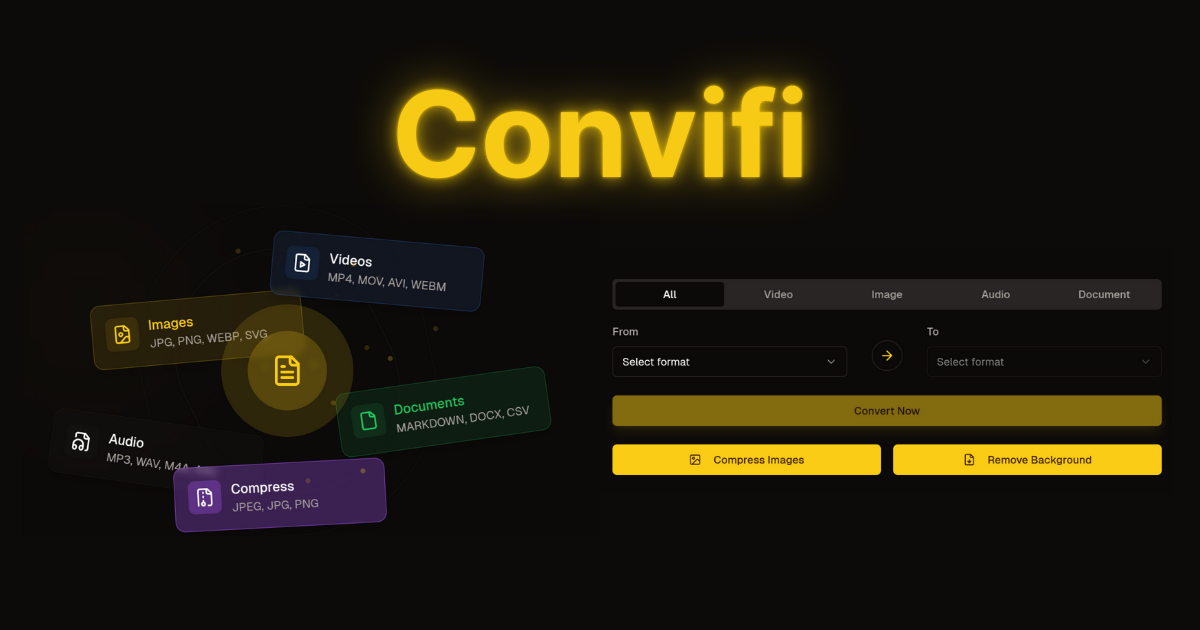 Convifi
Videos
MP4, MOV, AVI, WEBM
Images
JPG, PNG, WEBP, SVG
Documents
MARKDOWN, DOCX, CSV
Audio
MP3, WAV, M4A,
Compress
JPEG, JPG, PNG
All Video Image Audio Document
From To
Select format Select format
Convert Now
Compress Images Remove Background